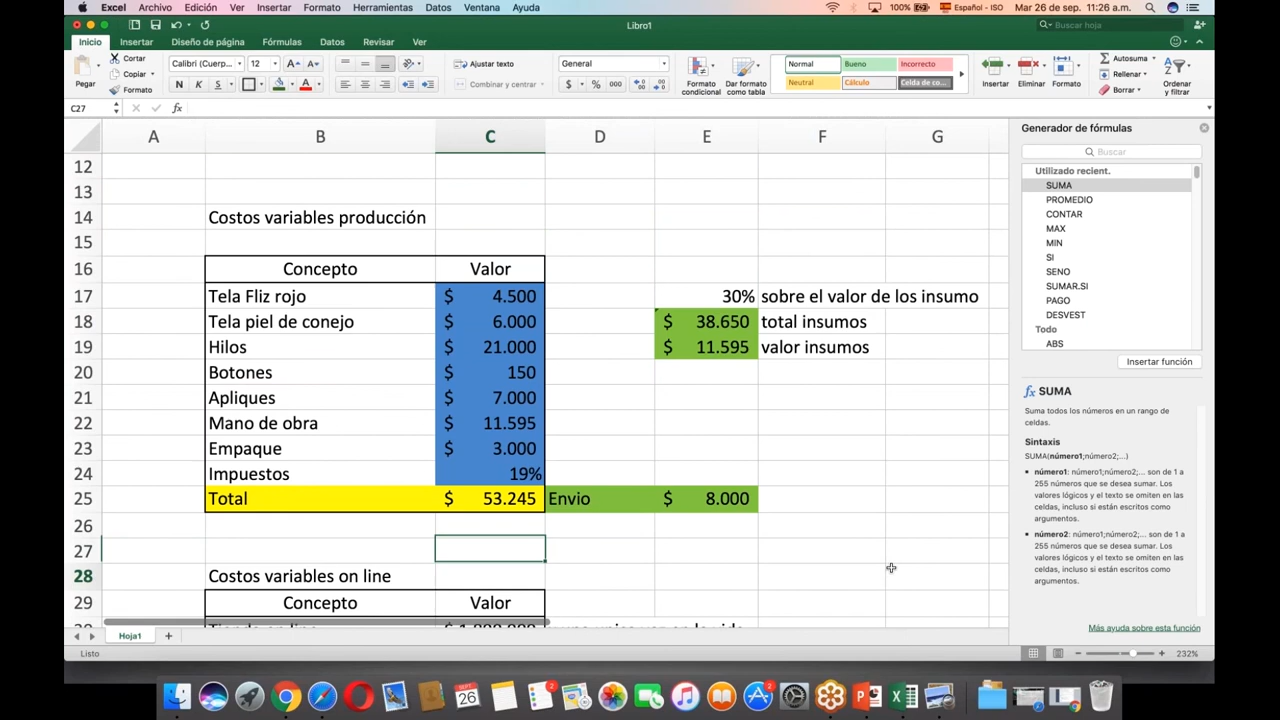 Excel Archivo Edición Ver Insertar Formato Herramientas Datos Ventana Ayuda 100% Español - ISO Mar 26 de sep. 11:26 a.m.
Libro1
Buscar hoja
Inicio Insertar Diseño de página Fórmulas Datos Revisar Ver
Pegar
Cortar
Copiar
Formato
Calibri (Cuerp... 12
N K S
Ajustar texto
Combinar y centrar
General
$ % 000
Formato condicional
Dar formato como tabla
Normal Bueno Incorrecto
Neutral Cálculo Celda de co...
Insertar Eliminar Formato
Autosuma
Rellenar
Borrar
Ordenar y filtrar
C27 fx
A B C D E F G
12
13
14 Costos variables producción
15
16 Concepto Valor
17 Tela Fliz rojo $ 4.500 30% sobre el valor de los insumo
18 Tela piel de conejo $ 6.000 $ 38.650 total insumos
19 Hilos $ 21.000 $ 11.595 valor insumos
20 Botones $ 150
21 Apliques $ 7.000
22 Mano de obra $ 11.595
23 Empaque $ 3.000
24 Impuestos 19%
25 Total $ 53.245 Envio $ 8.000
26
27
28 Costos variables on line
29 Concepto Valor
Hoja1
Listo
232%
Generador de fórmulas
Buscar
Utilizado recient.
SUMA
PROMEDIO
CONTAR
MAX
MIN
SI
SENO
SUMAR.SI
PAGO
DESVEST
Todo
ABS
Insertar función
fx SUMA
Suma todos los números en un rango de
celdas.
Sintaxis
SUMA(número1;número2;...)
número1: número1;número2;... son de 1 a
255 números que se desea sumar. Los
valores lógicos y el texto se omiten en las
celdas, incluso si están escritos como
argumentos.
número2: número1;número2;... son de 1 a
255 números que se desea sumar. Los
valores lógicos y el texto se omiten en las
celdas, incluso si están escritos como
argumentos.
Más ayuda sobre esta función